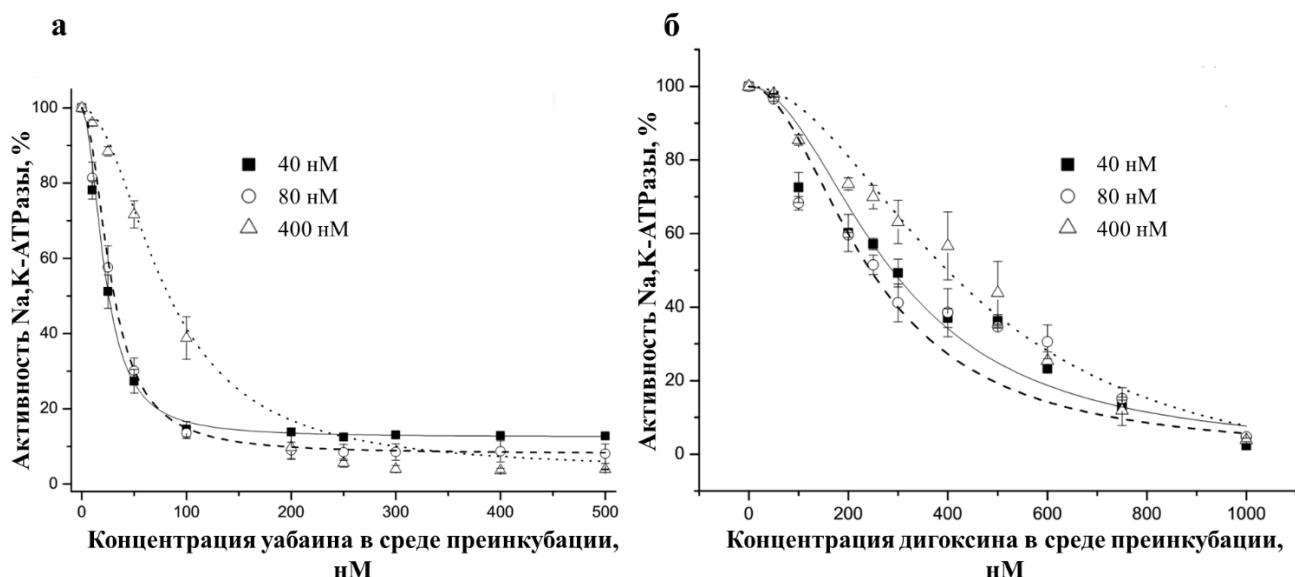 а
Активность Na,K-АТРазы, %
100
80
60
40
20
0
40 нМ
80 нМ
400 нМ
0 100 200 300 400 500
Концентрация уабаина в среде преинкубации,
нМ
б
Активность Na,K-АТРазы, %
100
80
60
40
20
0
40 нМ
80 нМ
400 нМ
0 200 400 600 800 1000
Концентрация дигоксина в среде преинкубации,
нМ